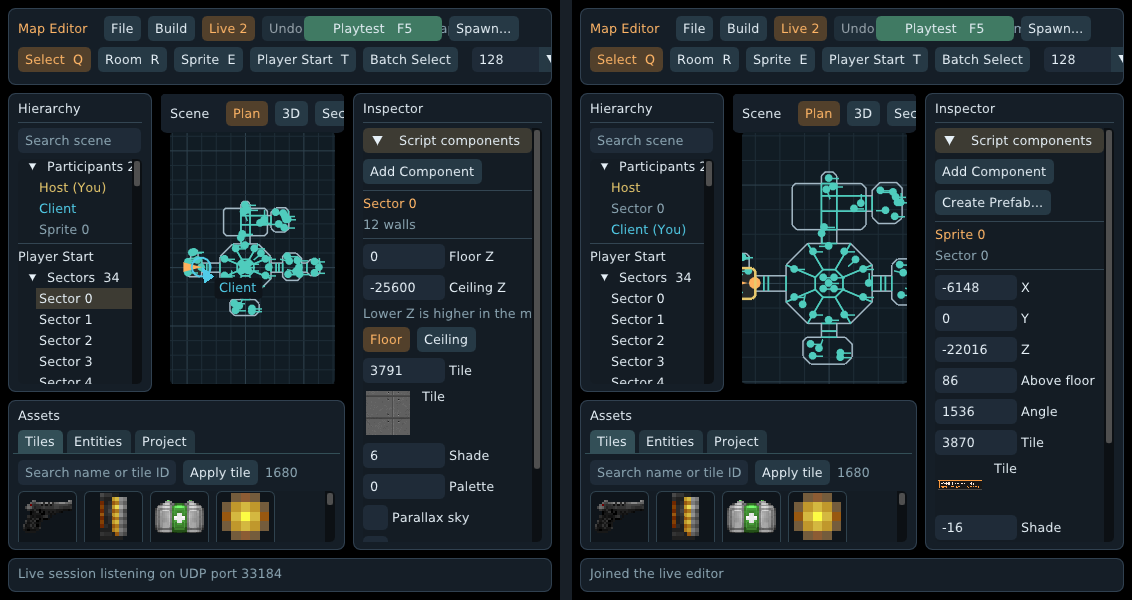 Map Editor File Build Live 2 Undo Playtest F5 Spawn...
Select Q Room R Sprite E Player Start T Batch Select 128
Hierarchy
Search scene
Participants 2
Host (You)
Client
Sprite 0
Player Start
Sectors 34
Sector 0
Sector 1
Sector 2
Sector 3
Sector 4
Scene Plan 3D Sec
Client
Inspector
Script components
Add Component
Sector 0
12 walls
0 Floor Z
-25600 Ceiling Z
Lower Z is higher in the m
Floor Ceiling
3791 Tile
Tile
6 Shade
0 Palette
Parallax sky
Assets
Tiles Entities Project
Search name or tile ID Apply tile 1680
Live session listening on UDP port 33184
Map Editor File Build Live 2 Undo Playtest F5 Spawn...
Select Q Room R Sprite E Player Start T Batch Select 128
Hierarchy
Search scene
Participants 2
Host
Sector 0
Client (You)
Player Start
Sectors 34
Sector 0
Sector 1
Sector 2
Sector 3
Sector 4
Scene Plan 3D Sec
Inspector
Script components
Add Component
Create Prefab...
Sprite 0
Sector 0
-6148 X
0 Y
-22016 Z
86 Above floor
1536 Angle
3870 Tile
Tile
-16 Shade
Assets
Tiles Entities Project
Search name or tile ID Apply tile 1680
Joined the live editor